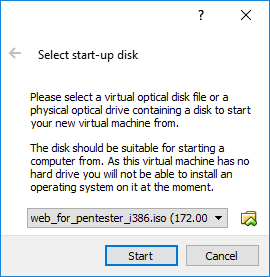 ?
Select start-up disk
Please select a virtual optical disk file or a
physical optical drive containing a disk to start
your new virtual machine from.
The disk should be suitable for starting a
computer from. As this virtual machine has no
hard drive you will not be able to install an
operating system on it at the moment.
web_for_pentester_i386.iso (172.00
Start
Cancel